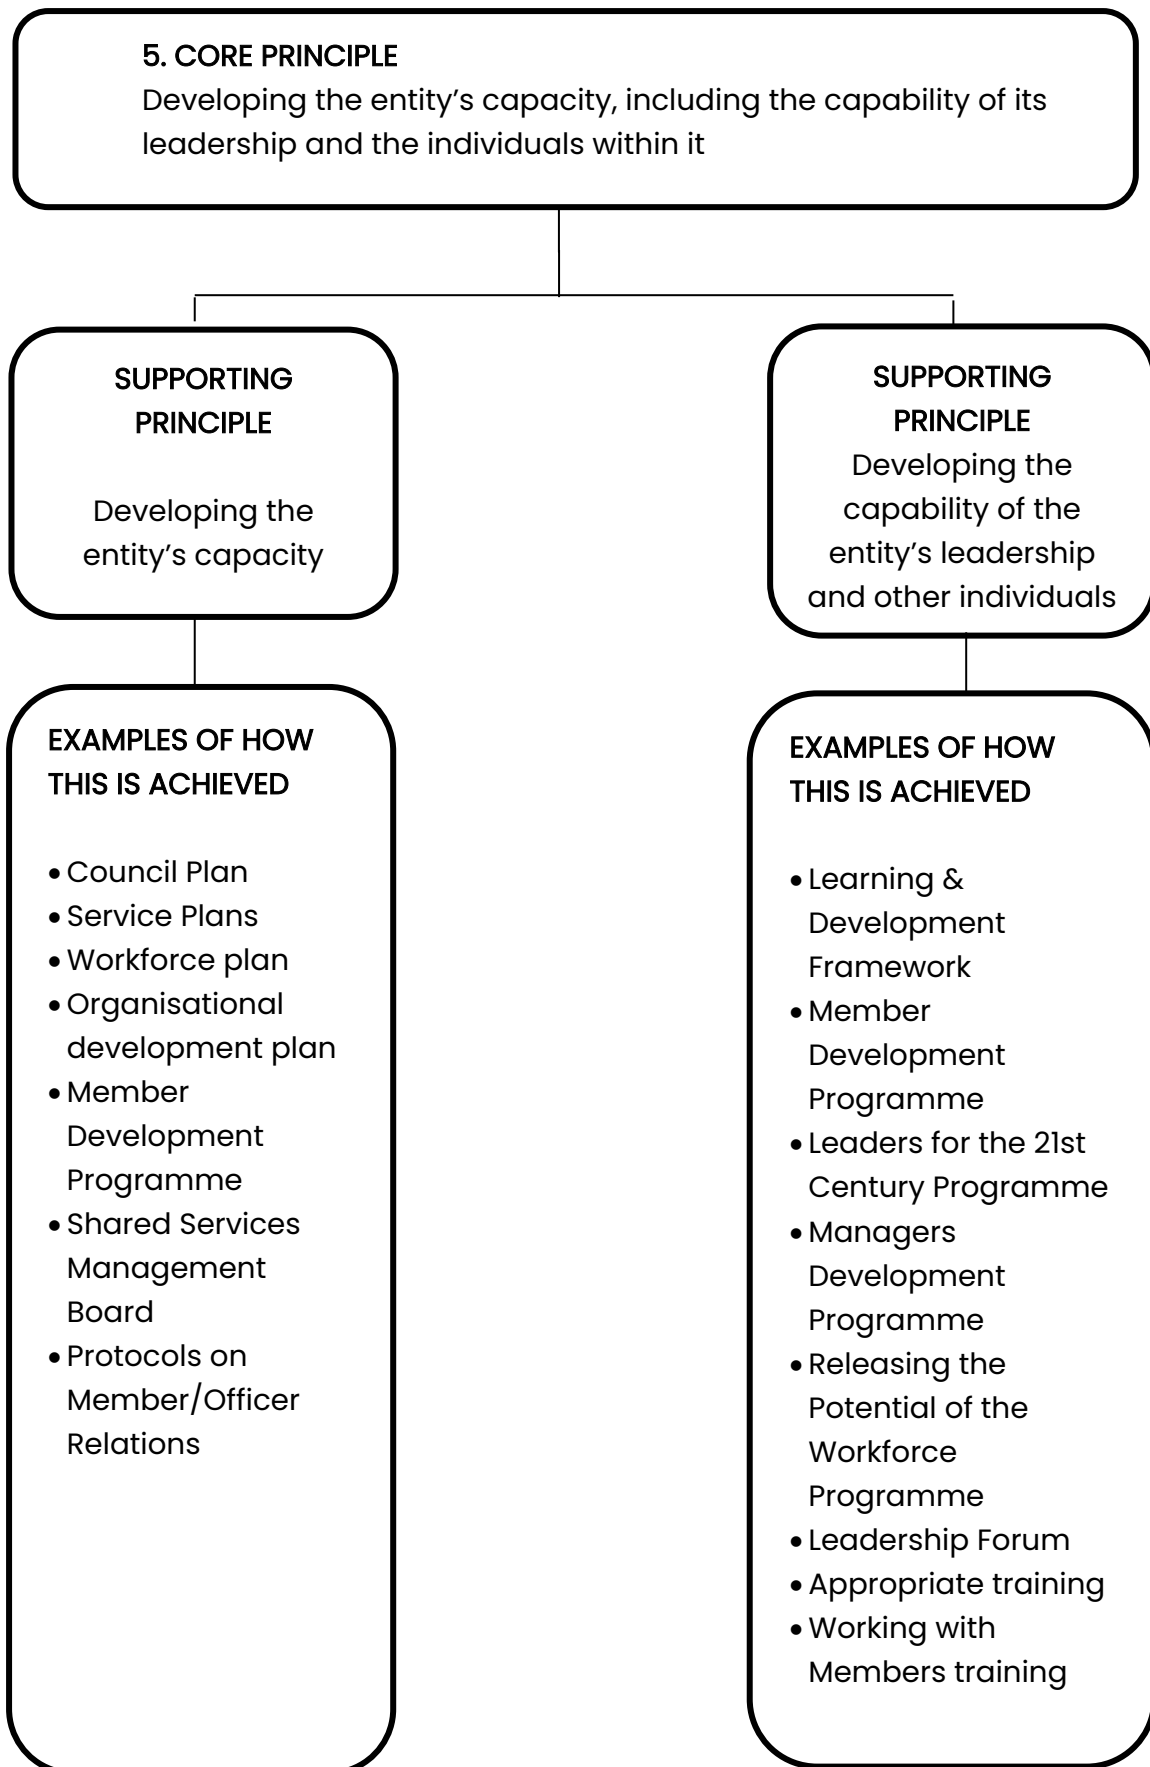 5. CORE PRINCIPLE
Developing the entity’s capacity, including the capability of its
leadership and the individuals within it
SUPPORTING
PRINCIPLE
Developing the
entity’s capacity
SUPPORTING
PRINCIPLE
Developing the
capability of the
entity’s leadership
and other individuals
EXAMPLES OF HOW
THIS IS ACHIEVED
• Council Plan
• Service Plans
• Workforce plan
• Organisational
development plan
• Member
Development
Programme
• Shared Services
Management
Board
• Protocols on
Member/Officer
Relations
EXAMPLES OF HOW
THIS IS ACHIEVED
• Learning &
Development
Framework
• Member
Development
Programme
• Leaders for the 21st
Century Programme
• Managers
Development
Programme
• Releasing the
Potential of the
Workforce
Programme
• Leadership Forum
• Appropriate training
• Working with
Members training